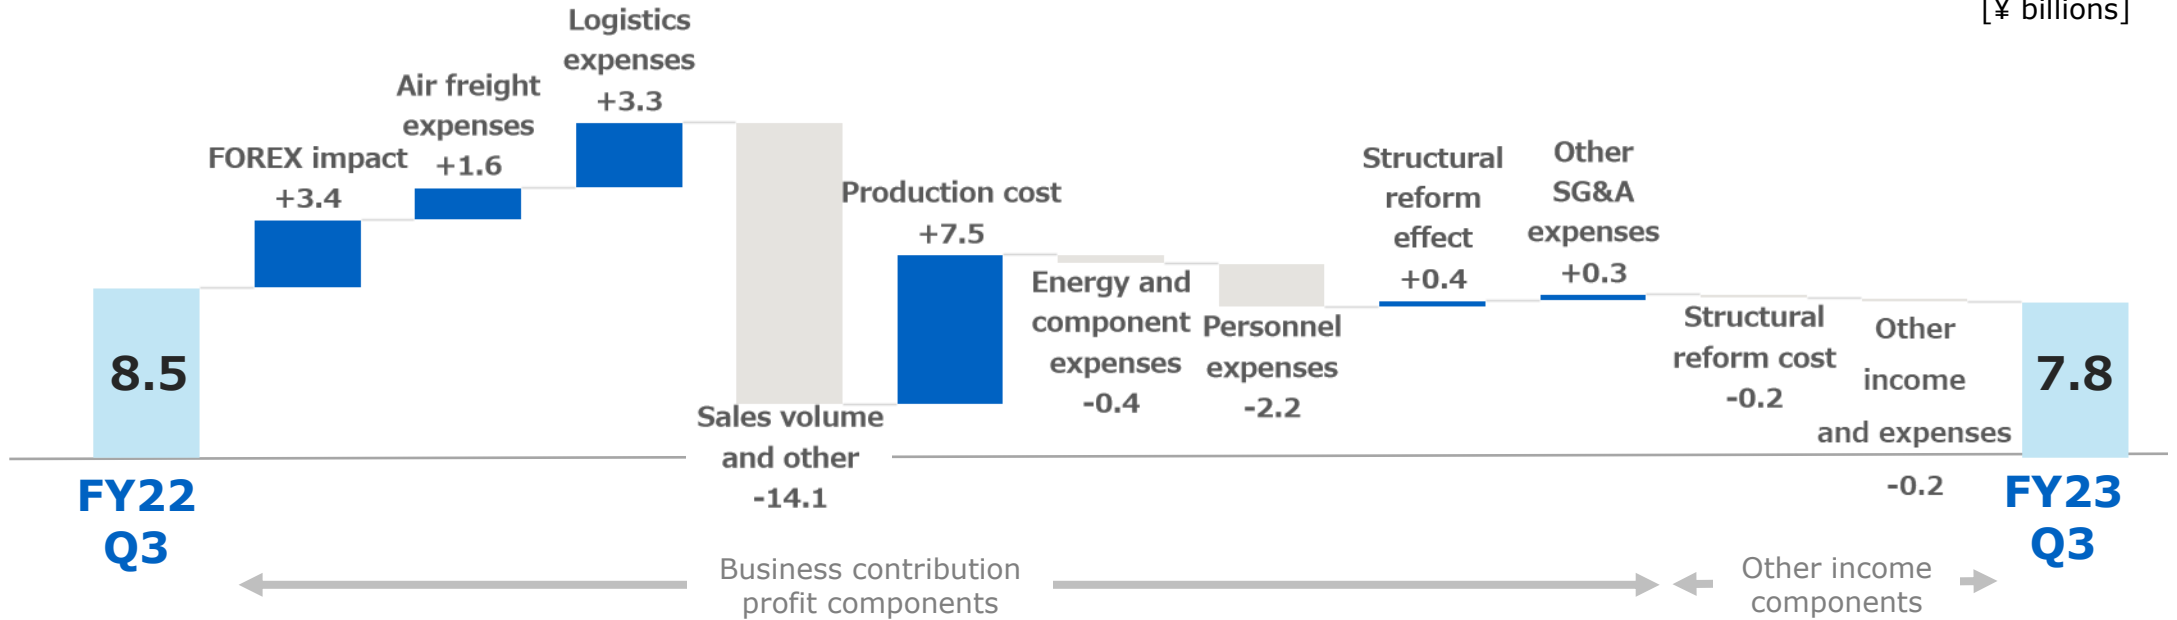 [¥ billions]
Logistics
expenses
+3.3
Air freight
expenses
+1.6
FOREX impact
+3.4
Production cost
+7.5
Structural
reform
effect
+0.4
Other
SG&A
expenses
+0.3
Energy and
component
expenses
-0.4
Personnel
expenses
-2.2
Structural
reform cost
-0.2
Other
income
and expenses
-0.2
8.5
7.8
Sales volume
and other
-14.1
FY22
Q3
FY23
Q3
Business contribution
profit components
Other income
components